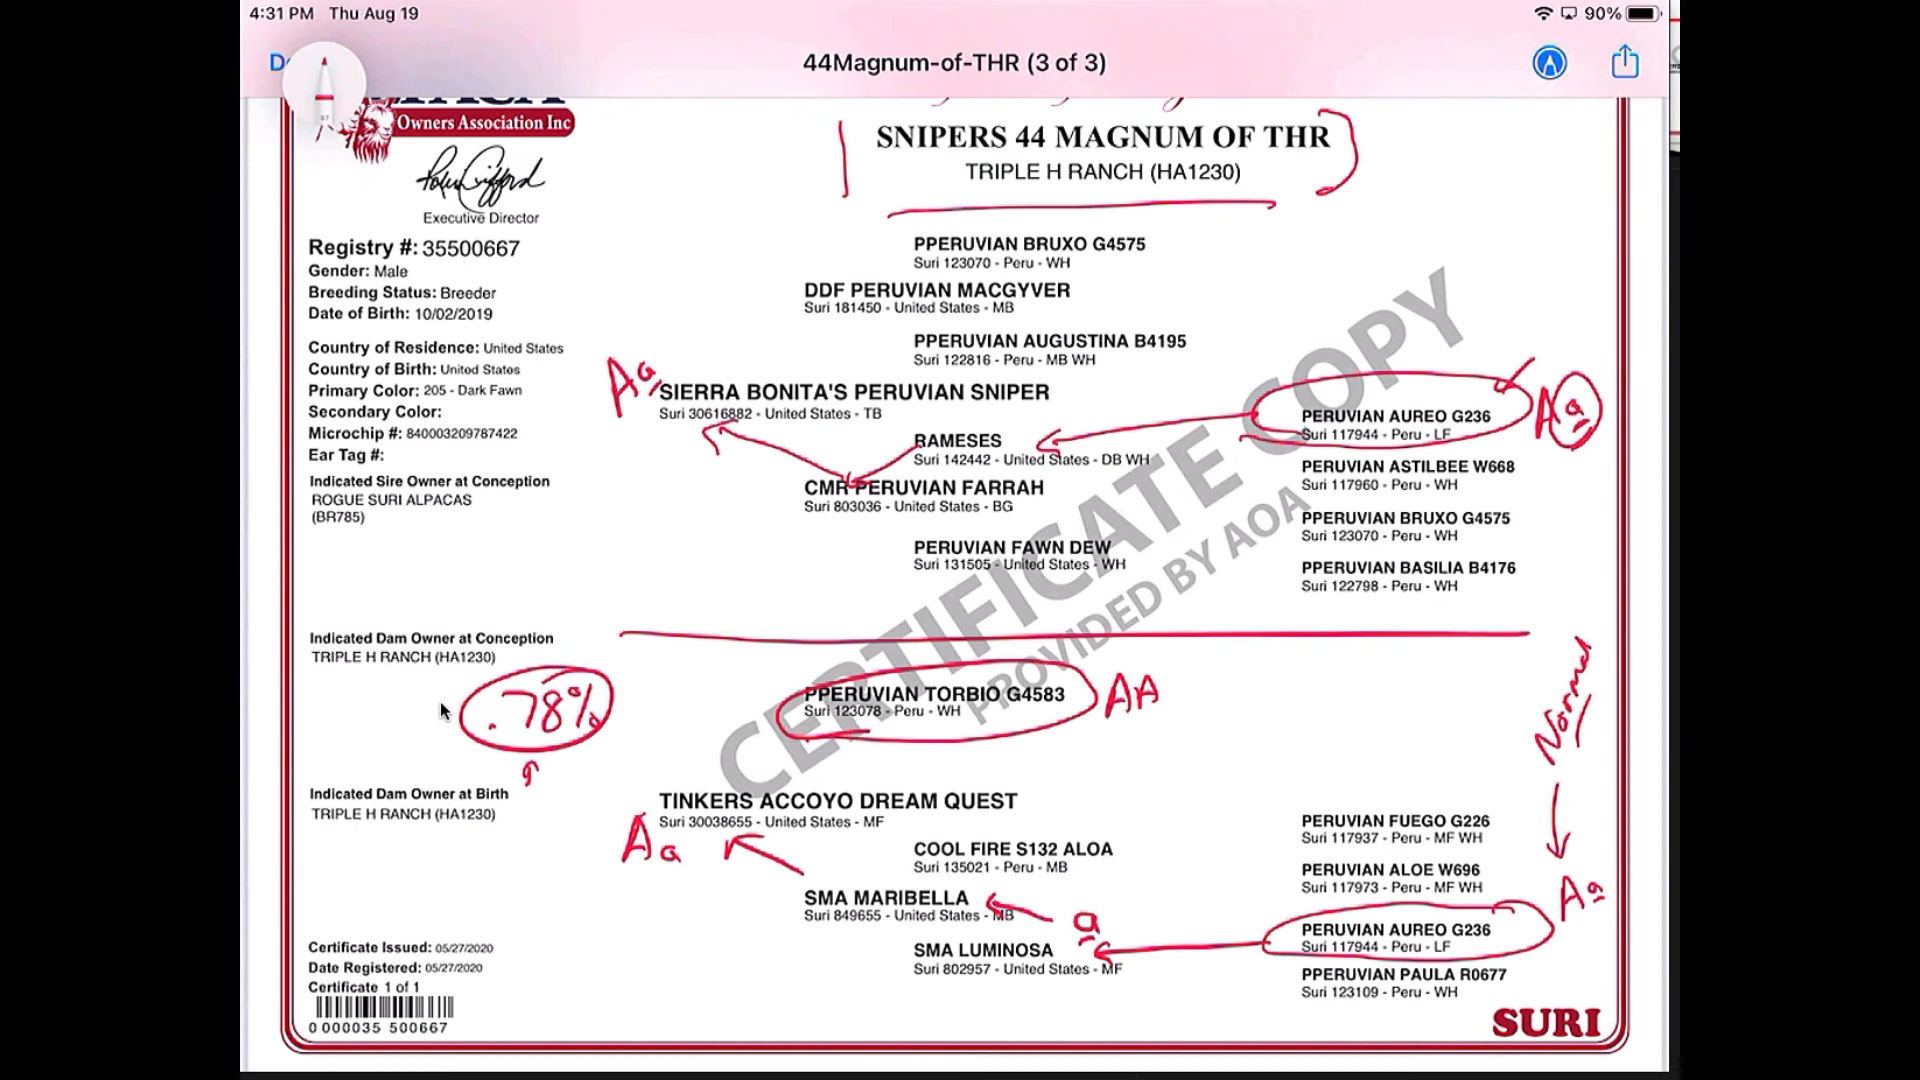 4:31 PM Thu Aug 19
90%
44Magnum-of-THR (3 of 3)
Owners Association Inc
Executive Director
SNIPERS 44 MAGNUM OF THR
TRIPLE H RANCH (HA1230)
Registry #: 35500667
Gender: Male
Breeding Status: Breeder
Date of Birth: 10/02/2019
Country of Residence: United States
Country of Birth: United States
Primary Color: 205 - Dark Fawn
Secondary Color:
Microchip #: 840003209787422
Ear Tag #:
Indicated Sire Owner at Conception
ROGUE SURI ALPACAS
(BR785)
Indicated Dam Owner at Conception
TRIPLE H RANCH (HA1230)
.78%
Indicated Dam Owner at Birth
TRIPLE H RANCH (HA1230)
Certificate Issued: 05/27/2020
Date Registered: 05/27/2020
Certificate 1 of 1
0 000035 500667
PPERUVIAN BRUXO G4575
Suri 123070 - Peru - WH
DDF PERUVIAN MACGYVER
Suri 181450 - United States - MB
PPERUVIAN AUGUSTINA B4195
Suri 122816 - Peru - MB WH
Aa
SIERRA BONITA'S PERUVIAN SNIPER
Suri 30616882 - United States - TB
PERUVIAN AUREO G236
Suri 117944 - Peru - LF
Aa
RAMESES
Suri 142442 - United States - DB WH
PERUVIAN ASTILBEE W668
Suri 117960 - Peru - WH
CMR PERUVIAN FARRAH
Suri 803036 - United States - BG
PPERUVIAN BRUXO G4575
Suri 123070 - Peru - WH
PERUVIAN FAWN DEW
Suri 131505 - United States - WH
PPERUVIAN BASILIA B4176
Suri 122798 - Peru - WH
CERTIFICATE COPY
PROVIDED BY AOA
PPERUVIAN TORBIO G4583
Suri 123078 - Peru - WH
AA
Normal
TINKERS ACCOYO DREAM QUEST
Suri 30038655 - United States - MF
Aa
PERUVIAN FUEGO G226
Suri 117937 - Peru - MF WH
COOL FIRE S132 ALOA
Suri 135021 - Peru - MB
PERUVIAN ALOE W696
Suri 117973 - Peru - MF WH
Aa
SMA MARIBELLA
Suri 849655 - United States - MB
a
PERUVIAN AUREO G236
Suri 117944 - Peru - LF
SMA LUMINOSA
Suri 802957 - United States - MF
PPERUVIAN PAULA R0677
Suri 123109 - Peru - WH
SURI